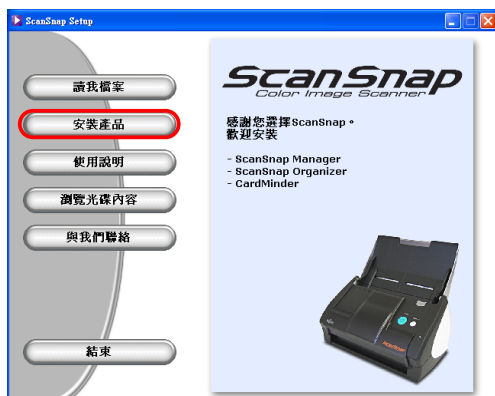 ScanSnap Setup
讀我檔案
安裝產品
使用說明
瀏覽光碟內容
與我們聯絡
結束
ScanSnap
Color Image Scanner
感謝您選擇ScanSnap。
歡迎安裝
- ScanSnap Manager
- ScanSnap Organizer
- CardMinder